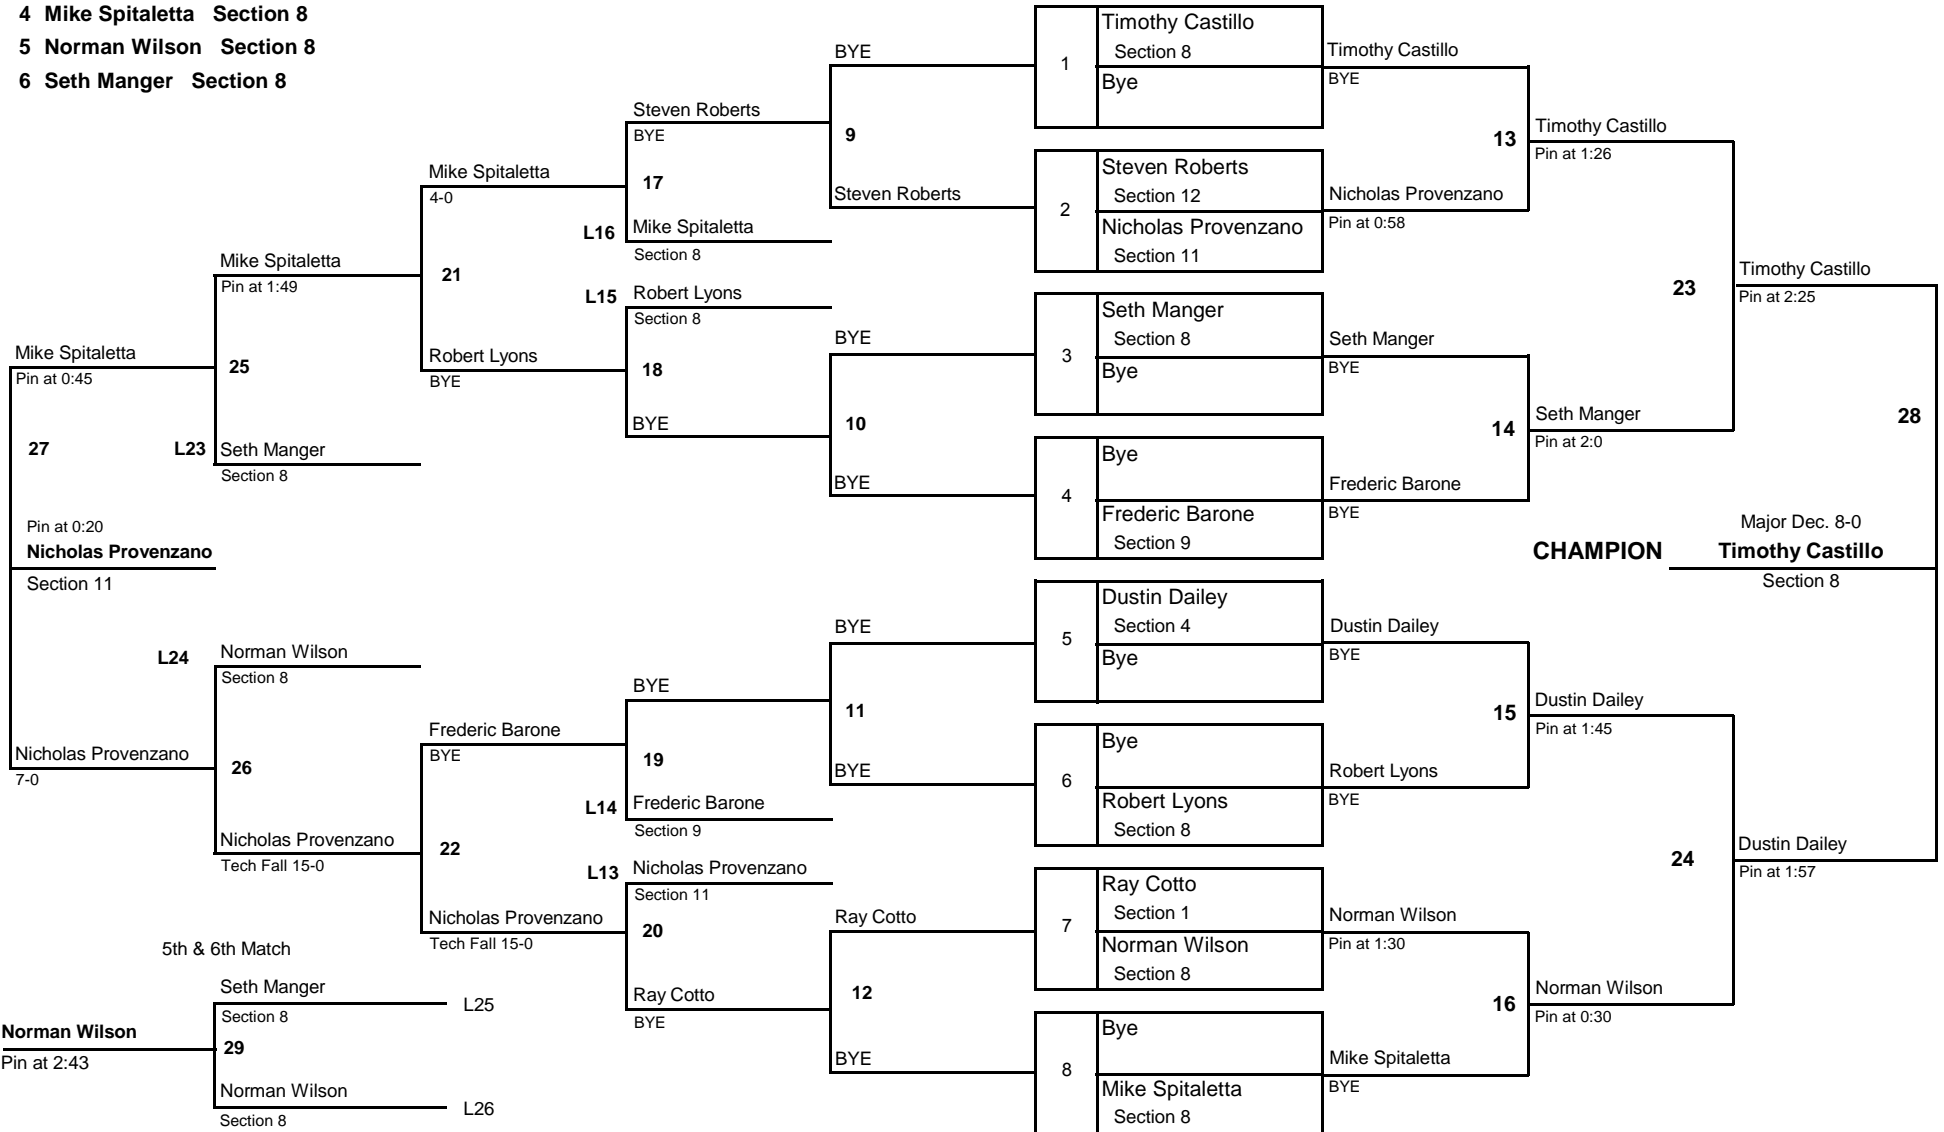 4 Mike Spitaletta Section 8
5 Norman Wilson Section 8
6 Seth Manger Section 8
Mike Spitaletta
Pin at 0:45
27
Pin at 0:20
Nicholas Provenzano
Section 11
Nicholas Provenzano
7-0
5th & 6th Match
Norman Wilson
Pin at 2:43
Mike Spitaletta
Pin at 1:49
25
L23 Seth Manger
Section 8
L24 Norman Wilson
Section 8
26
Nicholas Provenzano
Tech Fall 15-0
Seth Manger
L25
Section 8
29
Norman Wilson
L26
Section 8
Mike Spitaletta
4-0
21
Robert Lyons
BYE
Frederic Barone
BYE
22
Nicholas Provenzano
Tech Fall 15-0
Steven Roberts
BYE
17
L16 Mike Spitaletta
Section 8
L15 Robert Lyons
Section 8
18
BYE
BYE
19
L14 Frederic Barone
Section 9
L13 Nicholas Provenzano
Section 11
20
Ray Cotto
BYE
BYE
9
Steven Roberts
BYE
10
BYE
BYE
11
BYE
Ray Cotto
12
BYE
1
Timothy Castillo
Section 8
Bye
2
Steven Roberts
Section 12
Nicholas Provenzano
Section 11
3
Seth Manger
Section 8
Bye
4
Bye
Frederic Barone
Section 9
5
Dustin Dailey
Section 4
Bye
6
Bye
Robert Lyons
Section 8
7
Ray Cotto
Section 1
Norman Wilson
Section 8
8
Bye
Mike Spitaletta
Section 8
Timothy Castillo
BYE
13
Nicholas Provenzano
Pin at 0:58
Seth Manger
BYE
14
Frederic Barone
BYE
Dustin Dailey
BYE
15
Robert Lyons
BYE
Norman Wilson
Pin at 1:30
16
Mike Spitaletta
BYE
Timothy Castillo
Pin at 1:26
23
Seth Manger
Pin at 2:0
Dustin Dailey
Pin at 1:45
24
Norman Wilson
Pin at 0:30
Timothy Castillo
Pin at 2:25
28
Major Dec. 8-0
CHAMPION Timothy Castillo
Section 8
Dustin Dailey
Pin at 1:57